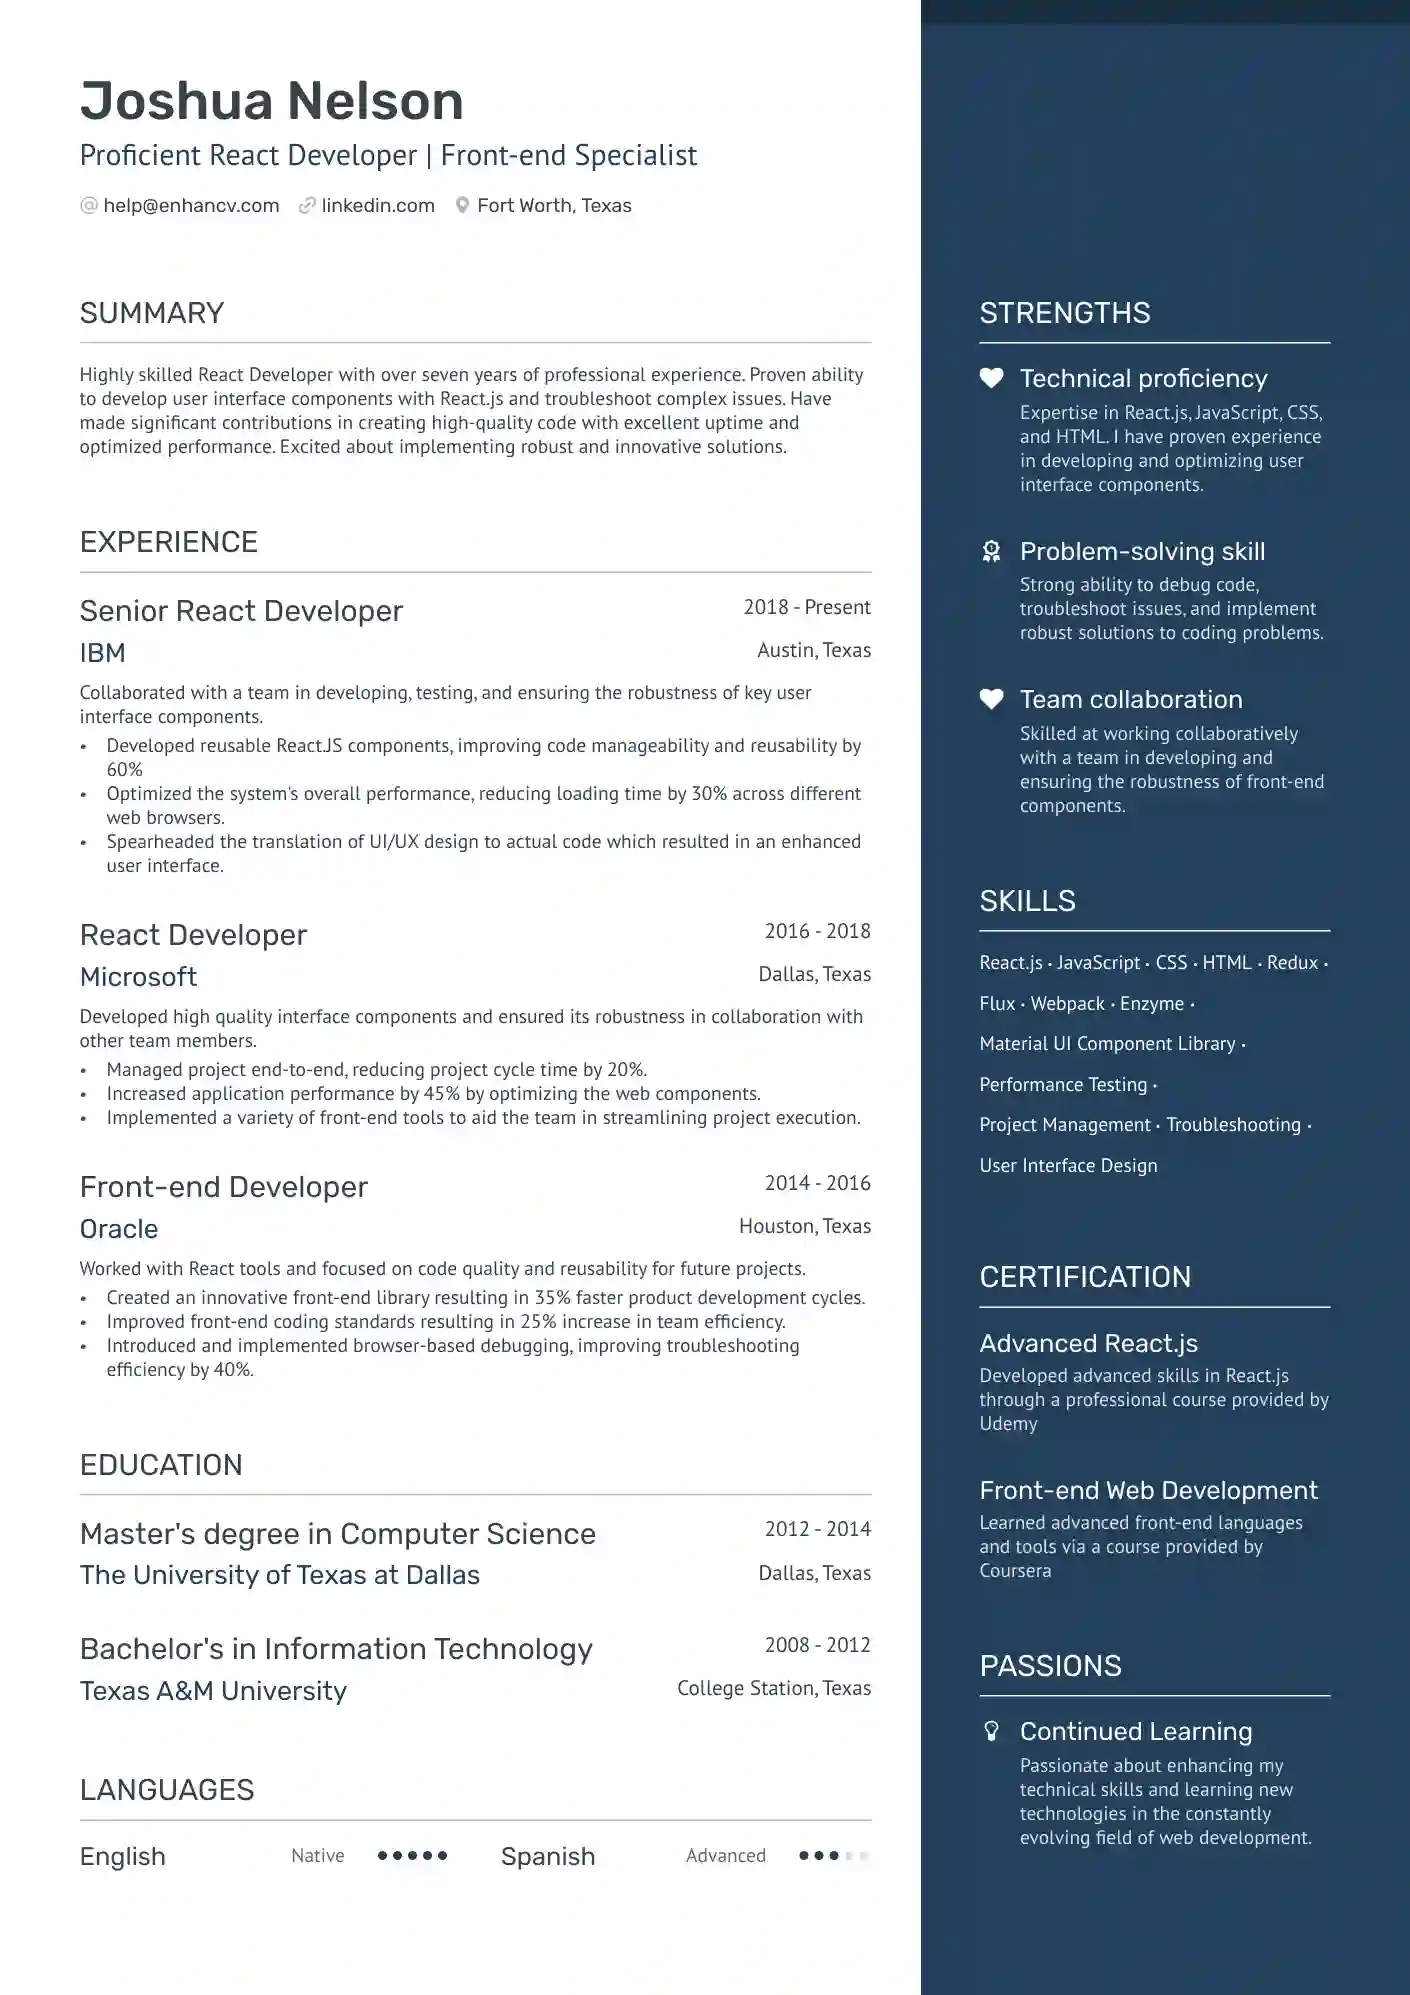 Joshua Nelson
Proficient React Developer | Front-end Specialist
help@enhancv.com linkedin.com Fort Worth, Texas
SUMMARY
Highly skilled React Developer with over seven years of professional experience. Proven ability
to develop user interface components with React.js and troubleshoot complex issues. Have
made significant contributions in creating high-quality code with excellent uptime and
optimized performance. Excited about implementing robust and innovative solutions.
EXPERIENCE
Senior React Developer 2018 - Present
IBM Austin, Texas
Collaborated with a team in developing, testing, and ensuring the robustness of key user
interface components.
• Developed reusable React.JS components, improving code manageability and reusability by
60%
• Optimized the system's overall performance, reducing loading time by 30% across different
web browsers.
• Spearheaded the translation of UI/UX design to actual code which resulted in an enhanced
user interface.
React Developer 2016 - 2018
Microsoft Dallas, Texas
Developed high quality interface components and ensured its robustness in collaboration with
other team members.
• Managed project end-to-end, reducing project cycle time by 20%.
• Increased application performance by 45% by optimizing the web components.
• Implemented a variety of front-end tools to aid the team in streamlining project execution.
Front-end Developer 2014 - 2016
Oracle Houston, Texas
Worked with React tools and focused on code quality and reusability for future projects.
• Created an innovative front-end library resulting in 35% faster product development cycles.
• Improved front-end coding standards resulting in 25% increase in team efficiency.
• Introduced and implemented browser-based debugging, improving troubleshooting
efficiency by 40%.
EDUCATION
Master's degree in Computer Science 2012 - 2014
The University of Texas at Dallas Dallas, Texas
Bachelor's in Information Technology 2008 - 2012
Texas A&M University College Station, Texas
LANGUAGES
English Native Spanish Advanced
STRENGTHS
Technical proficiency
Expertise in React.js, JavaScript, CSS,
and HTML. I have proven experience
in developing and optimizing user
interface components.
Problem-solving skill
Strong ability to debug code,
troubleshoot issues, and implement
robust solutions to coding problems.
Team collaboration
Skilled at working collaboratively
with a team in developing and
ensuring the robustness of front-end
components.
SKILLS
React.js · JavaScript · CSS · HTML · Redux ·
Flux · Webpack · Enzyme ·
Material UI Component Library ·
Performance Testing ·
Project Management · Troubleshooting ·
User Interface Design
CERTIFICATION
Advanced React.js
Developed advanced skills in React.js
through a professional course provided by
Udemy
Front-end Web Development
Learned advanced front-end languages
and tools via a course provided by
Coursera
PASSIONS
Continued Learning
Passionate about enhancing my
technical skills and learning new
technologies in the constantly
evolving field of web development.